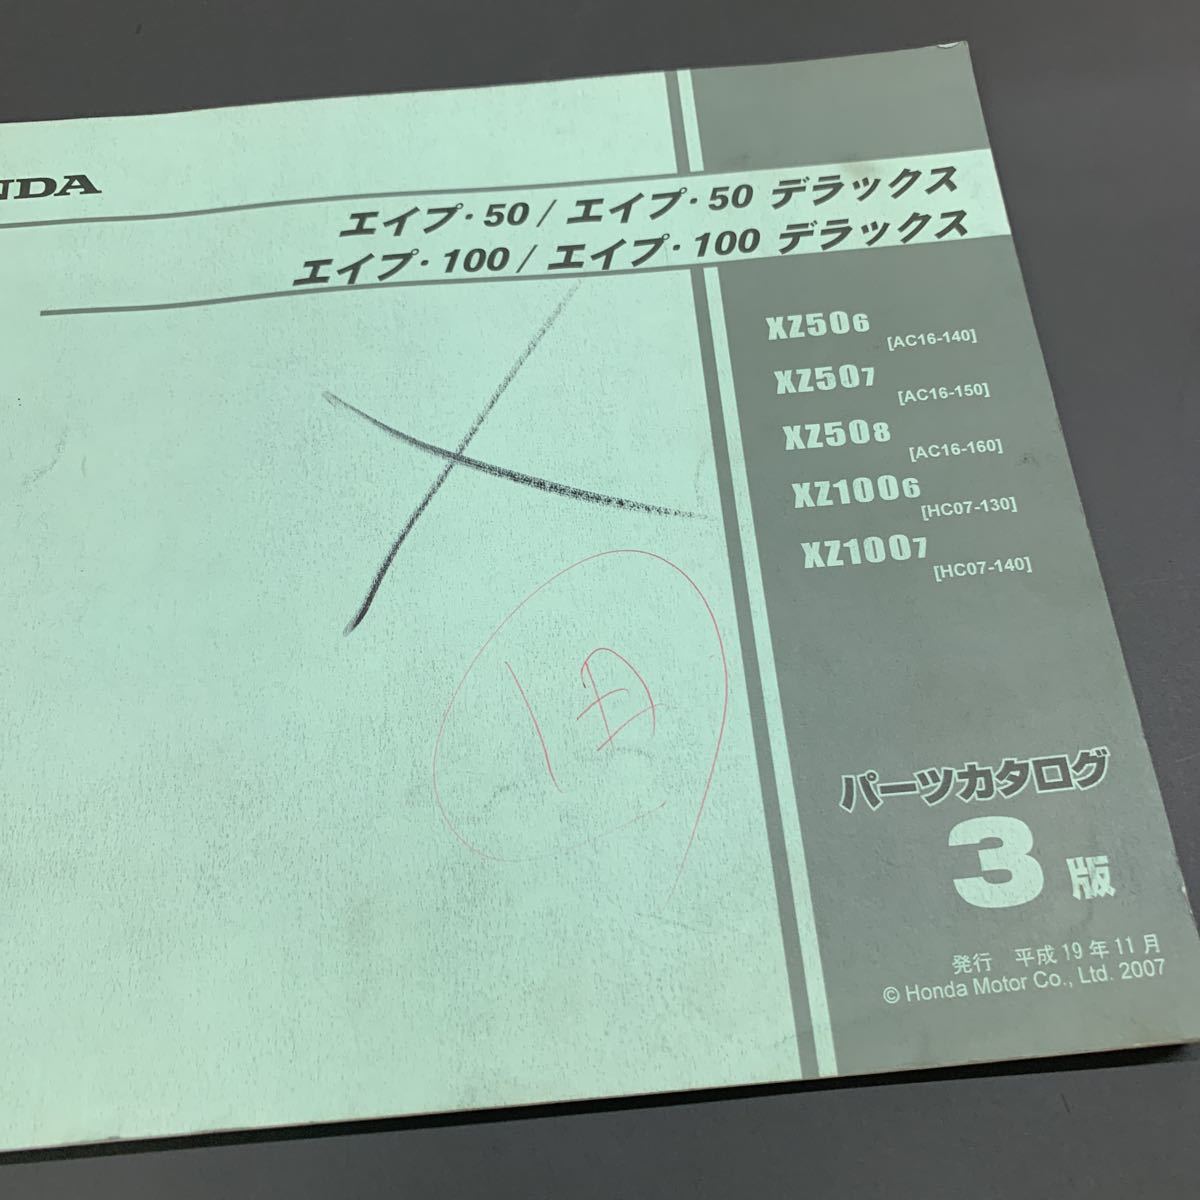 NDA
エイプ・50 / エイプ・50 デラックス
エイプ・100 / エイプ・100 デラックス
XZ506
[AC16-140]
XZ507
[AC16-150]
XZ508
[AC16-160]
XZ1006
[HC07-130]
XZ1007
[HC07-140]
パーツカタログ
3 版
発行 平成 19 年 11 月
© Honda Motor Co., Ltd. 2007